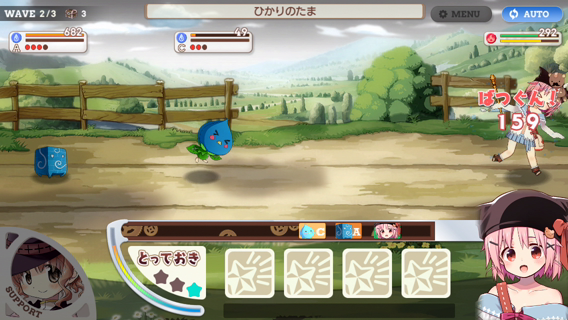 WAVE 2/3 3
ひかりのたま
MENU
AUTO
682
A
49
C
292
ばつぐん!
159
C A
とっておき
SUPPORT